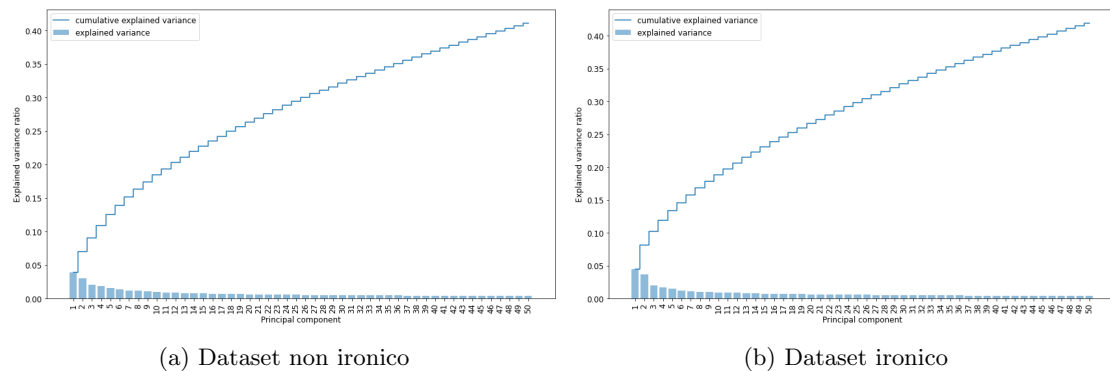 cumulative explained variance
explained variance
0.40
0.35
0.30
0.25
0.20
0.15
0.10
0.05
0.00
Explained variance ratio
1 2 3 4 5 6 7 8 9 10 11 12 13 14 15 16 17 18 19 20 21 22 23 24 25 26 27 28 29 30 31 32 33 34 35 36 37 38 39 40 41 42 43 44 45 46 47 48 49 50
Principal component
(a) Dataset non ironico
cumulative explained variance
explained variance
0.40
0.35
0.30
0.25
0.20
0.15
0.10
0.05
0.00
Explained variance ratio
1 2 3 4 5 6 7 8 9 10 11 12 13 14 15 16 17 18 19 20 21 22 23 24 25 26 27 28 29 30 31 32 33 34 35 36 37 38 39 40 41 42 43 44 45 46 47 48 49 50
Principal component
(b) Dataset ironico